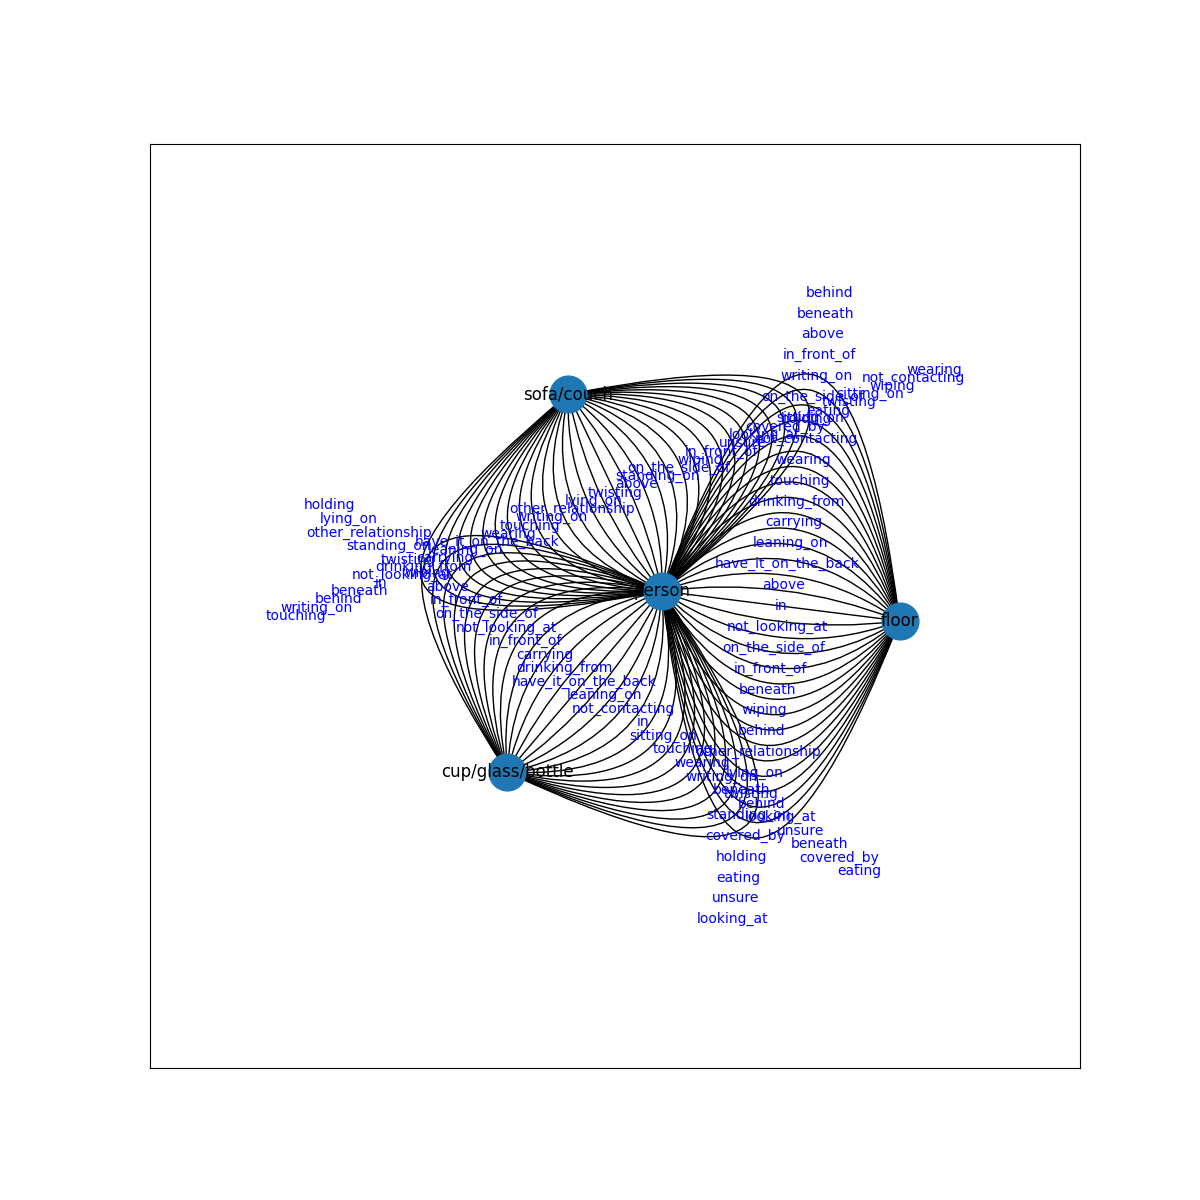 behind
beneath
above
in_front_of
wearing
writing_on
not_contacting
wiping
sofa/couch
on_the_side_of
sitting_on
twisting
eating
covered_by
looking_at
not_contacting
unsure
in_front_of
wiping
wearing
on_the_side_of
standing_on
touching
above
twisting
lying_on
drinking_from
holding
other_relationship
writing_on
lying_on
carrying
touching
other_relationship
wearing
have_it_on_the_back
leaning_on
standing_on
leaning_on
carrying
twisting
have_it_on_the_back
drinking_from
not_looking_at
in
above
above
beneath
person
behind
in_front_of
in
writing_on
on_the_side_of
touching
floor
not_looking_at
not_looking_at
in_front_of
on_the_side_of
carrying
drinking_from
in_front_of
have_it_on_the_back
beneath
leaning_on
not_contacting
wiping
in
behind
sitting_on
touching
other_relationship
wearing
cup/glass/bottle
lying_on
writing_on
beneath
twisting
behind
standing_on
looking_at
unsure
covered_by
beneath
holding
covered_by
eating
eating
unsure
looking_at